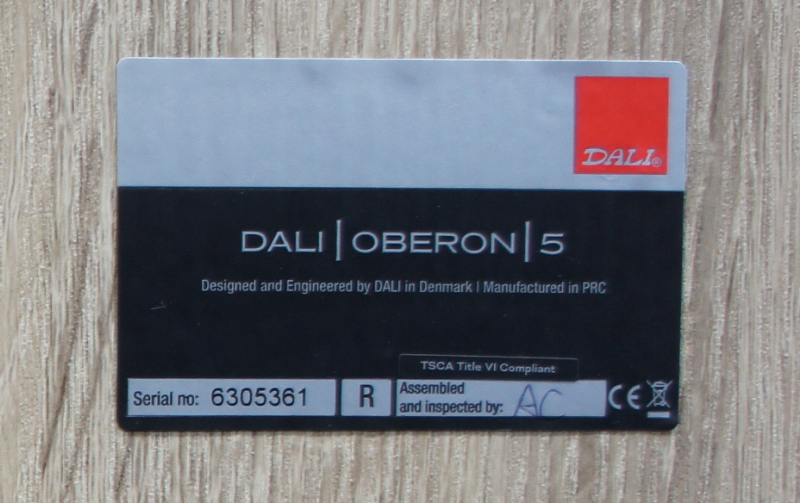 DALI®
DALI | OBERON | 5
Designed and Engineered by DALI in Denmark | Manufactured in PRC
TSCA Title VI Compliant
Serial no: 6305361
R
Assembled
and inspected by: AC
CE